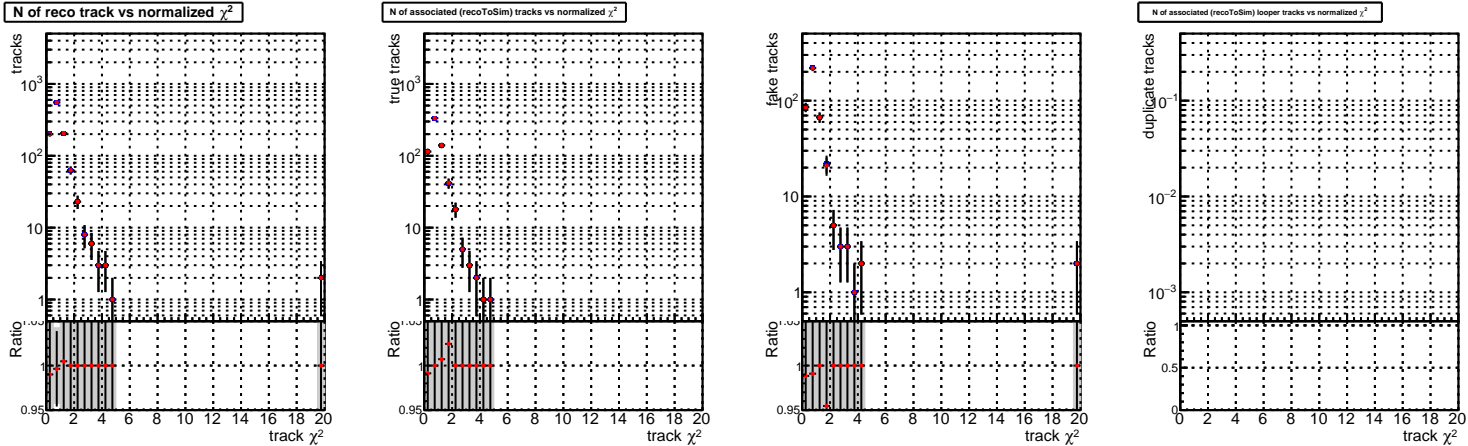 N of reco track vs normalized χ²
tracks
10³
10²
10
1
Ratio
1.05
1
0.95
0 2 4 6 8 10 12 14 16 18 20
track χ²
N of associated (recoToSim) tracks vs normalized χ²
true tracks
10³
10²
10
1
Ratio
1.05
1
0.95
0 2 4 6 8 10 12 14 16 18 20
track χ²
fake tracks
10²
10
1
Ratio
1.05
1
0.95
0 2 4 6 8 10 12 14 16 18 20
track χ²
N of associated (recoToSim) looper tracks vs normalized χ²
duplicate tracks
10⁻¹
10⁻²
10⁻³
Ratio
1
0.5
0
0 2 4 6 8 10 12 14 16 18 20
track χ²